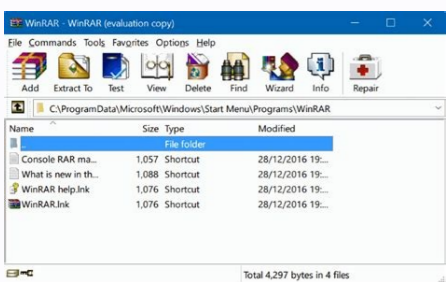 WinRAR - WinRAR (evaluation copy)
File Commands Tools Favorites Options Help
Add Extract To Test View Delete Find Wizard Info Repair
C:\ProgramData\Microsoft\Windows\Start Menu\Programs\WinRAR
Name Size Type Modified
.. File folder
Console RAR ma... 1,057 Shortcut 28/12/2016 19:...
What is new in th... 1,088 Shortcut 28/12/2016 19:...
WinRAR help.lnk 1,076 Shortcut 28/12/2016 19:...
WinRAR.lnk 1,076 Shortcut 28/12/2016 19:...
Total 4,297 bytes in 4 files